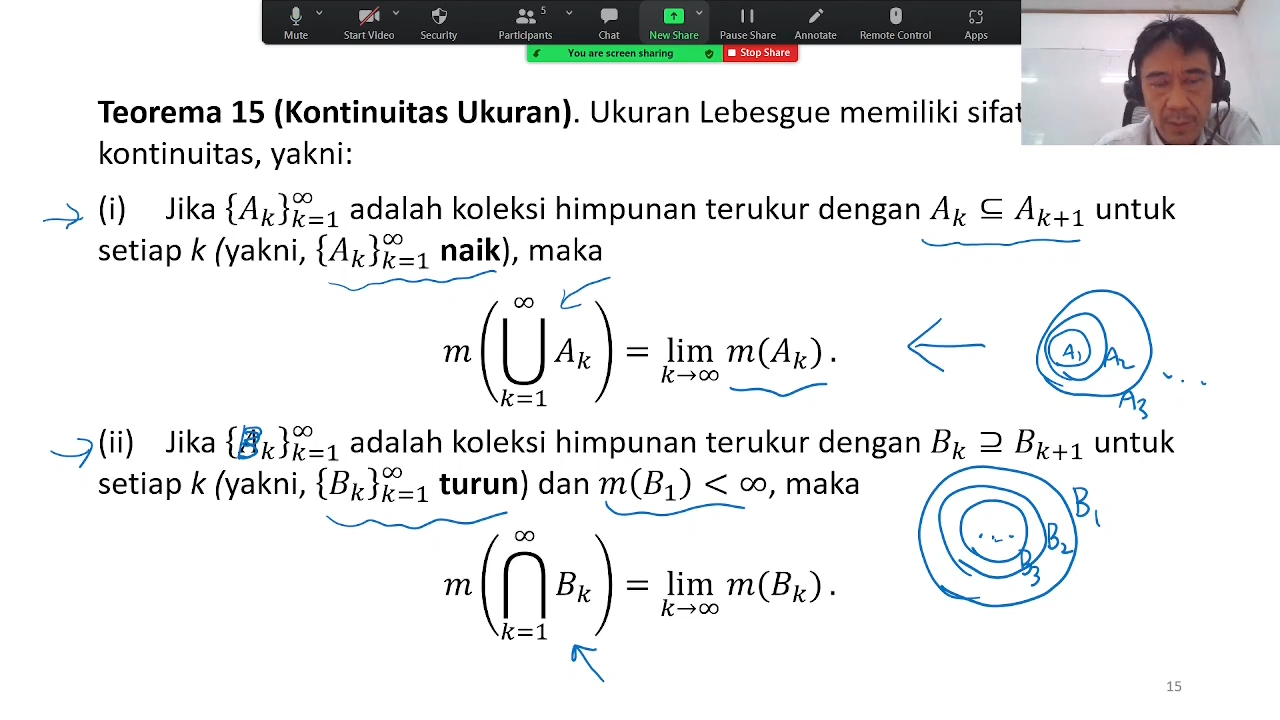 5
Mute Start Video Security Participants Chat New Share Pause Share Annotate Remote Control Apps
You are screen sharing Stop Share
Teorema 15 (Kontinuitas Ukuran). Ukuran Lebesgue memiliki sifat
kontinuitas, yakni:
(i) Jika {A_k}_{k=1}^∞ adalah koleksi himpunan terukur dengan A_k ⊆ A_{k+1} untuk
setiap k (yakni, {A_k}_{k=1}^∞ naik), maka
m(⋃_{k=1}^∞ A_k) = lim_{k→∞} m(A_k).
A1 A2 A3 ...
(ii) Jika {B_k}_{k=1}^∞ adalah koleksi himpunan terukur dengan B_k ⊇ B_{k+1} untuk
setiap k (yakni, {B_k}_{k=1}^∞ turun) dan m(B_1) < ∞, maka
B1 B2 B3 ...
m(⋂_{k=1}^∞ B_k) = lim_{k→∞} m(B_k).
15